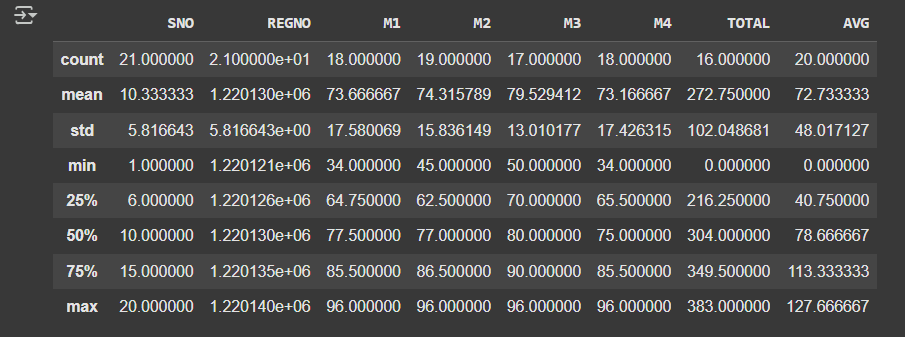 SNO REGNO M1 M2 M3 M4 TOTAL AVG
count 21.000000 2.100000e+01 18.000000 19.000000 17.000000 18.000000 16.000000 20.000000
mean 10.333333 1.220130e+06 73.666667 74.315789 79.529412 73.166667 272.750000 72.733333
std 5.816643 5.816643e+00 17.580069 15.836149 13.010177 17.426315 102.048681 48.017127
min 1.000000 1.220121e+06 34.000000 45.000000 50.000000 34.000000 0.000000 0.000000
25% 6.000000 1.220126e+06 64.750000 62.500000 70.000000 65.500000 216.250000 40.750000
50% 10.000000 1.220130e+06 77.500000 77.000000 80.000000 75.000000 304.000000 78.666667
75% 15.000000 1.220135e+06 85.500000 86.500000 90.000000 85.500000 349.500000 113.333333
max 20.000000 1.220140e+06 96.000000 96.000000 96.000000 96.000000 383.000000 127.666667